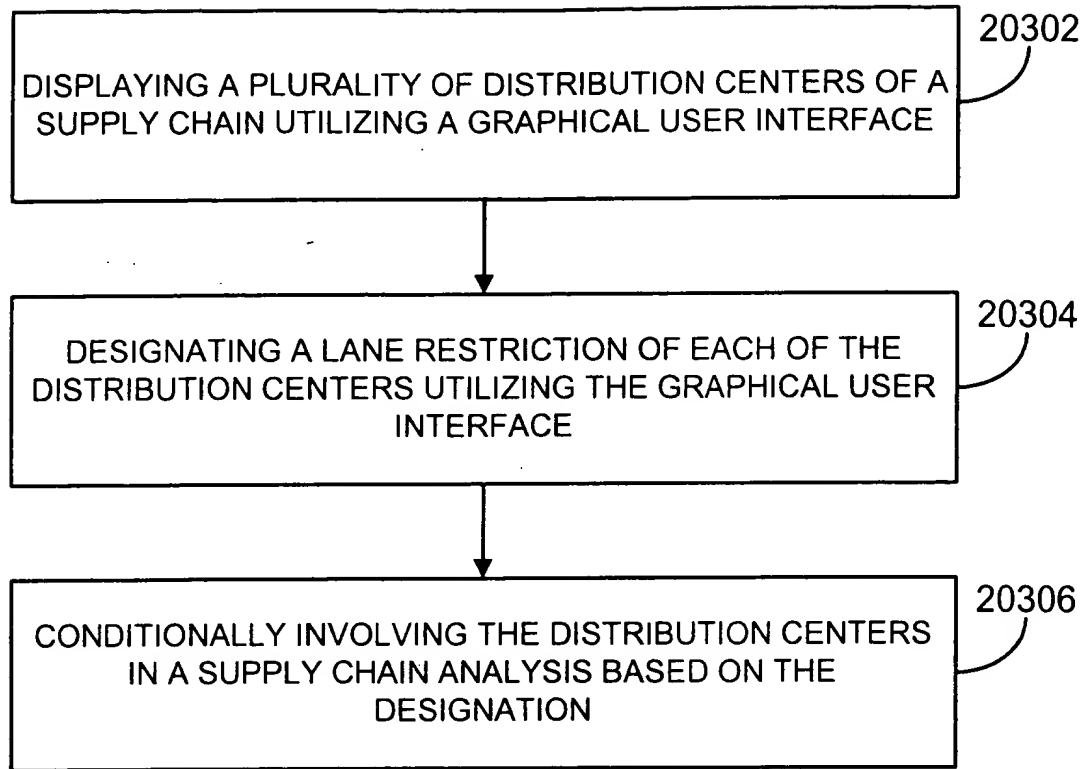 20302
DISPLAYING A PLURALITY OF DISTRIBUTION CENTERS OF A
SUPPLY CHAIN UTILIZING A GRAPHICAL USER INTERFACE
20304
DESIGNATING A LANE RESTRICTION OF EACH OF THE
DISTRIBUTION CENTERS UTILIZING THE GRAPHICAL USER
INTERFACE
20306
CONDITIONALLY INVOLVING THE DISTRIBUTION CENTERS
IN A SUPPLY CHAIN ANALYSIS BASED ON THE
DESIGNATION